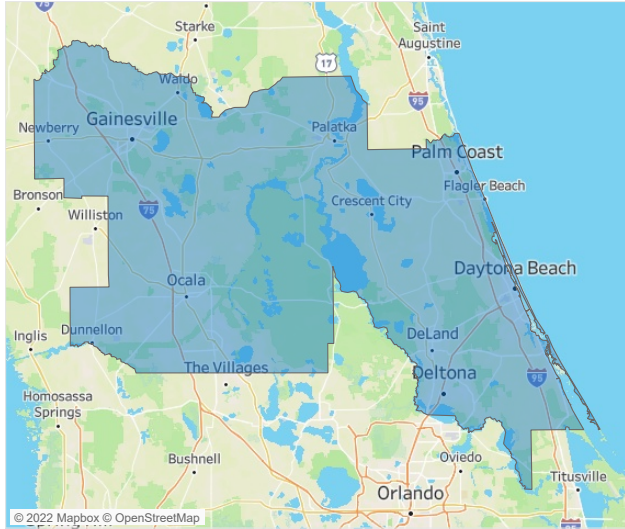 Starke
Saint
Augustine
17
Waldo
95
Newberry
Gainesville
Palatka
Palm Coast
Flagler Beach
Bronson
Crescent City
75
Williston
Daytona Beach
Ocala
Inglis
Dunnellon
DeLand
The Villages
Deltona
95
Homosassa
Springs
Bushnell
Oviedo
Titusville
Orlando
© 2022 Mapbox © OpenStreetMap